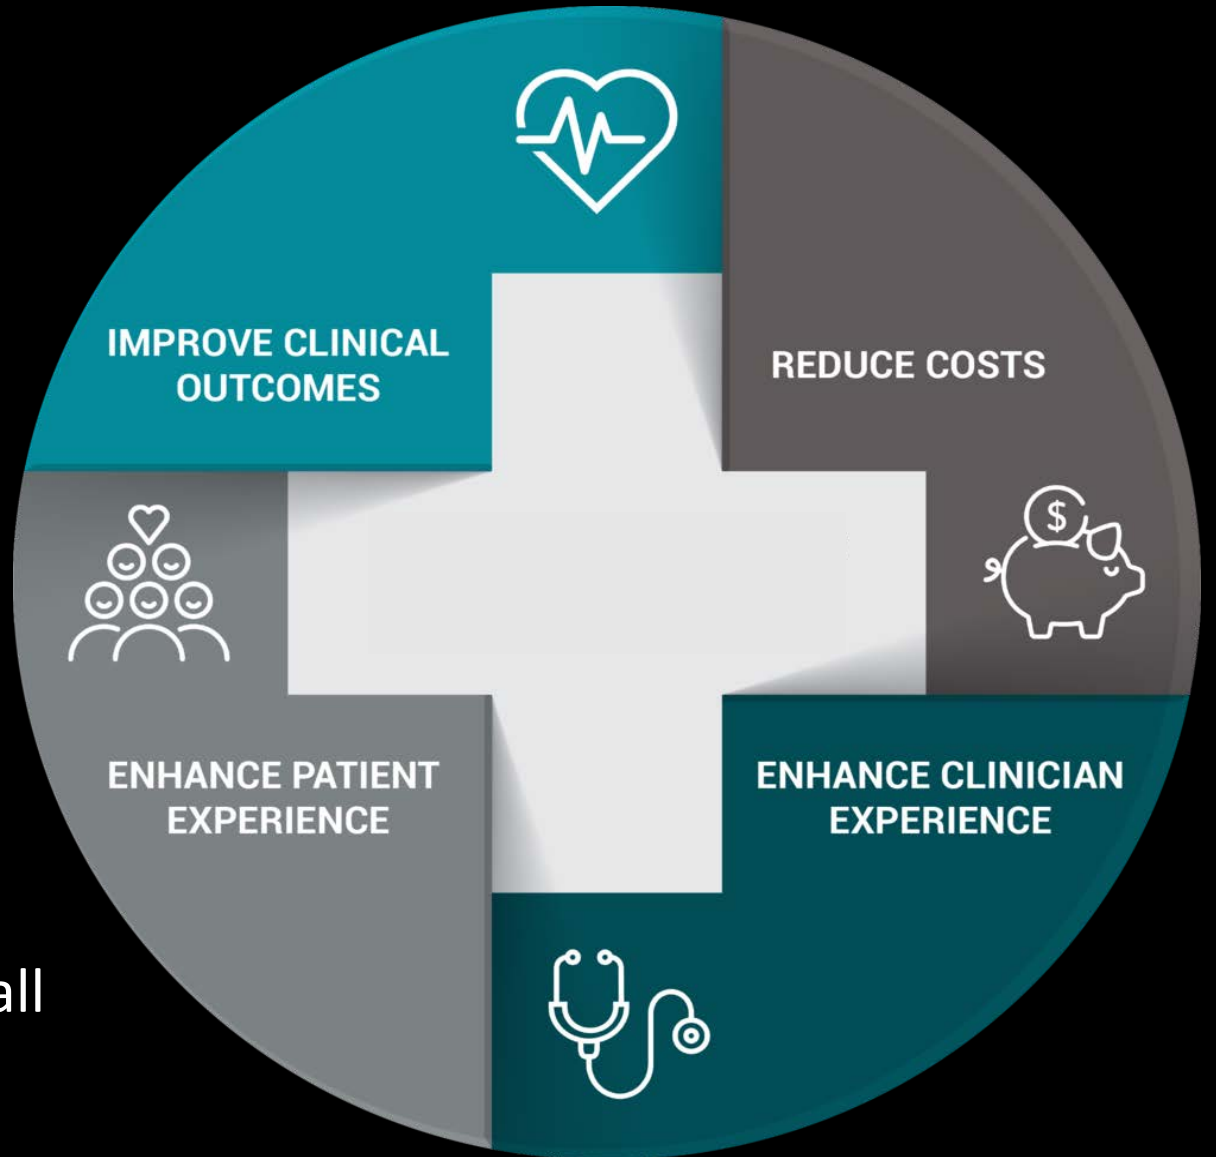 IMPROVE CLINICAL
OUTCOMES
REDUCE COSTS
$
ENHANCE PATIENT
EXPERIENCE
ENHANCE CLINICIAN
EXPERIENCE
all